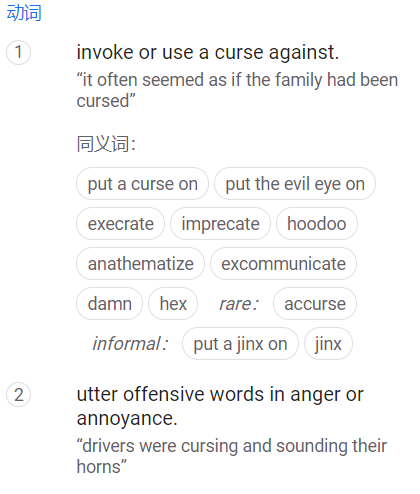 动词
1
invoke or use a curse against.
“it often seemed as if the family had been
cursed”
同义词：
put a curse on put the evil eye on
execrate imprecate hoodoo
anathematize excommunicate
damn hex rare： accurse
informal： put a jinx on jinx
2
utter offensive words in anger or
annoyance.
“drivers were cursing and sounding their
horns”